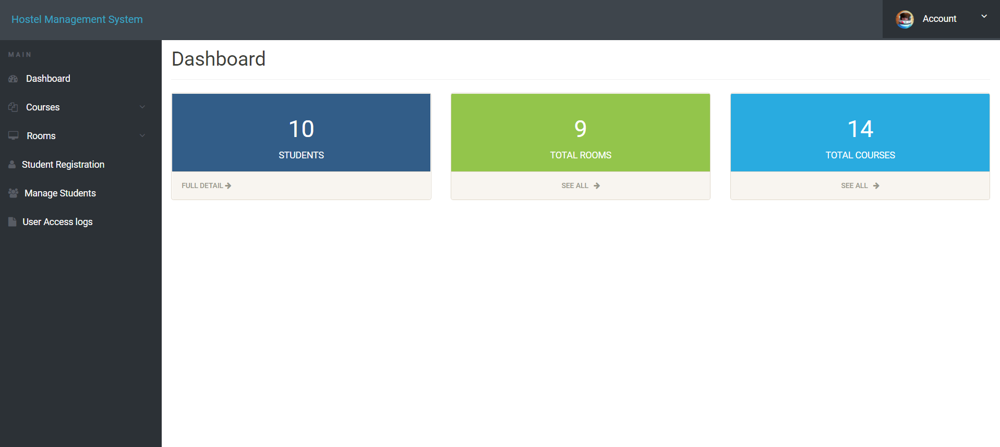 Hostel Management System
Account
MAIN
Dashboard
Courses
Rooms
Student Registration
Manage Students
User Access logs
Dashboard
10
STUDENTS
FULL DETAIL
9
TOTAL ROOMS
SEE ALL
14
TOTAL COURSES
SEE ALL